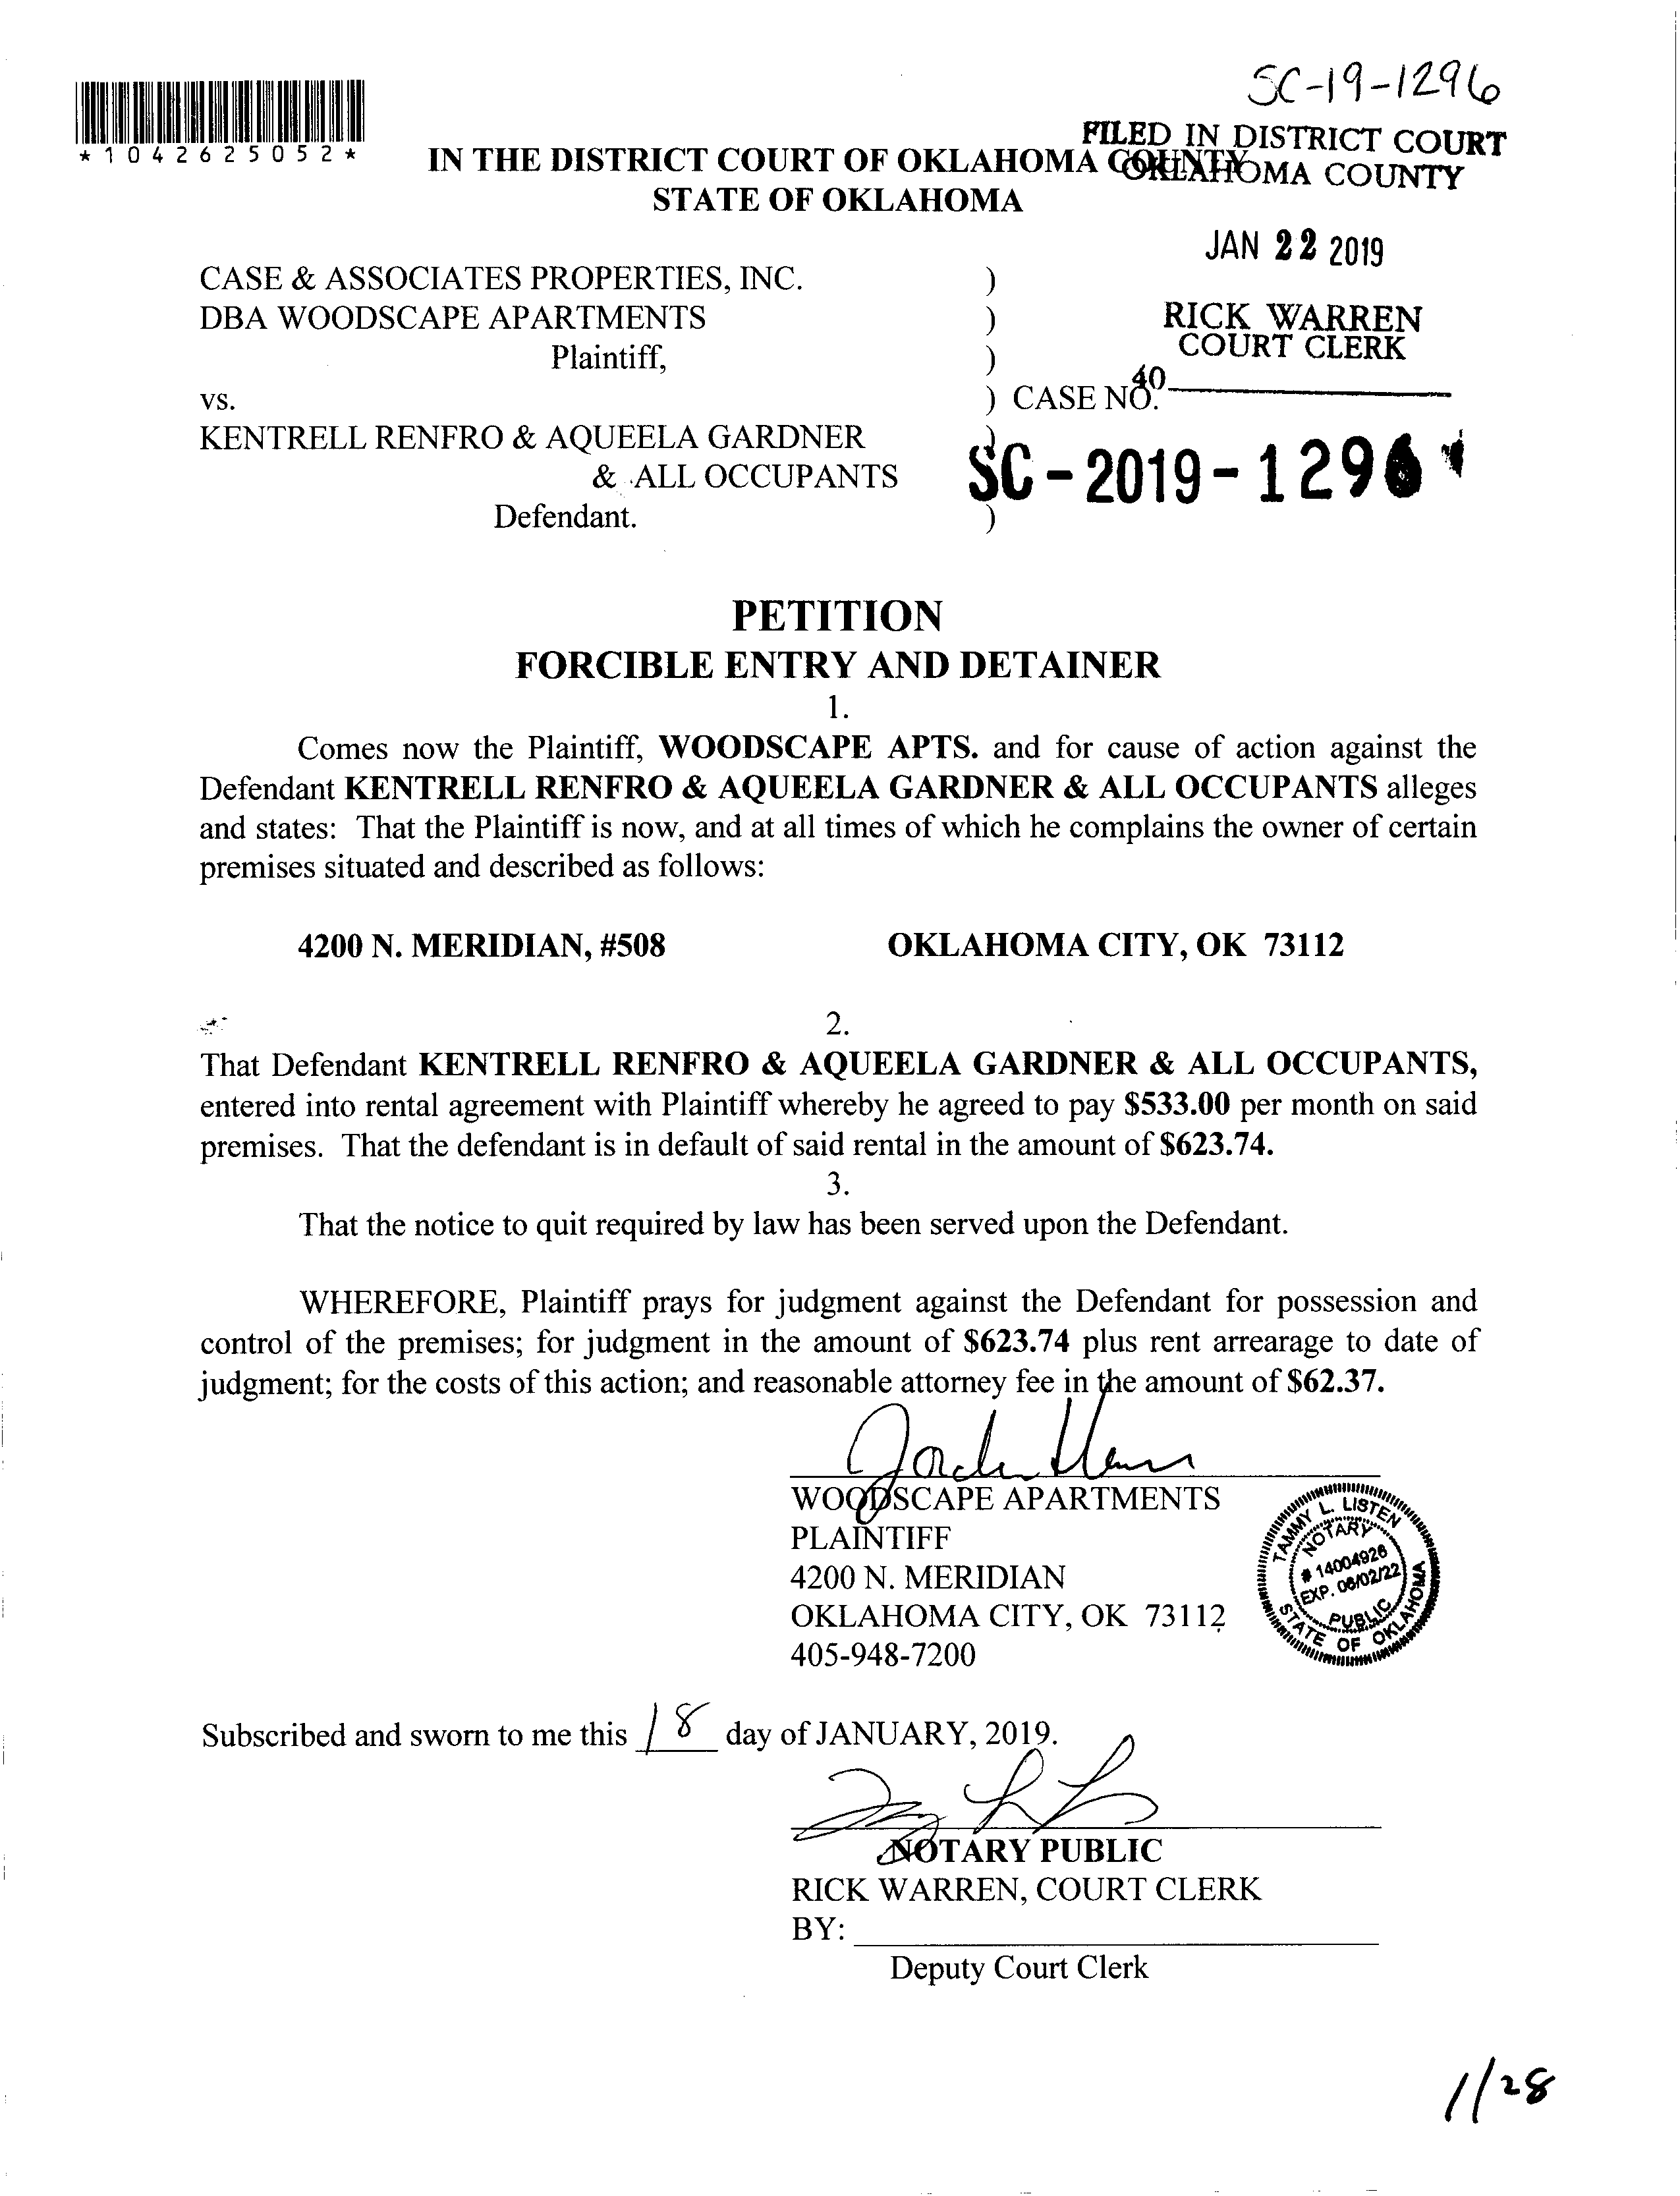 SC-19-1296
*1042625052*
FILED IN DISTRICT COURT
OKLAHOMA COUNTY
IN THE DISTRICT COURT OF OKLAHOMA COUNTY
STATE OF OKLAHOMA
JAN 22 2019
CASE & ASSOCIATES PROPERTIES, INC. )
DBA WOODSCAPE APARTMENTS )
RICK WARREN
COURT CLERK
Plaintiff, )
40
vs. ) CASE NO.
KENTRELL RENFRO & AQUEELA GARDNER )
& ALL OCCUPANTS
SC-2019-1296
Defendant. )
PETITION
FORCIBLE ENTRY AND DETAINER
1.
Comes now the Plaintiff, WOODSCAPE APTS. and for cause of action against the
Defendant KENTRELL RENFRO & AQUEELA GARDNER & ALL OCCUPANTS alleges
and states: That the Plaintiff is now, and at all times of which he complains the owner of certain
premises situated and described as follows:
4200 N. MERIDIAN, #508 OKLAHOMA CITY, OK 73112
2.
That Defendant KENTRELL RENFRO & AQUEELA GARDNER & ALL OCCUPANTS,
entered into rental agreement with Plaintiff whereby he agreed to pay $533.00 per month on said
premises. That the defendant is in default of said rental in the amount of $623.74.
3.
That the notice to quit required by law has been served upon the Defendant.
WHEREFORE, Plaintiff prays for judgment against the Defendant for possession and
control of the premises; for judgment in the amount of $623.74 plus rent arrearage to date of
judgment; for the costs of this action; and reasonable attorney fee in the amount of $62.37.
WOODSCAPE APARTMENTS
PLAINTIFF
4200 N. MERIDIAN
OKLAHOMA CITY, OK 73112
405-948-7200
TAMMY L. LISTEN
NOTARY
# 14004926
EXP. 06/02/22
PUBLIC
STATE OF OKLAHOMA
Subscribed and sworn to me this 18 day of JANUARY, 2019.
NOTARY PUBLIC
RICK WARREN, COURT CLERK
BY:
Deputy Court Clerk
1/28